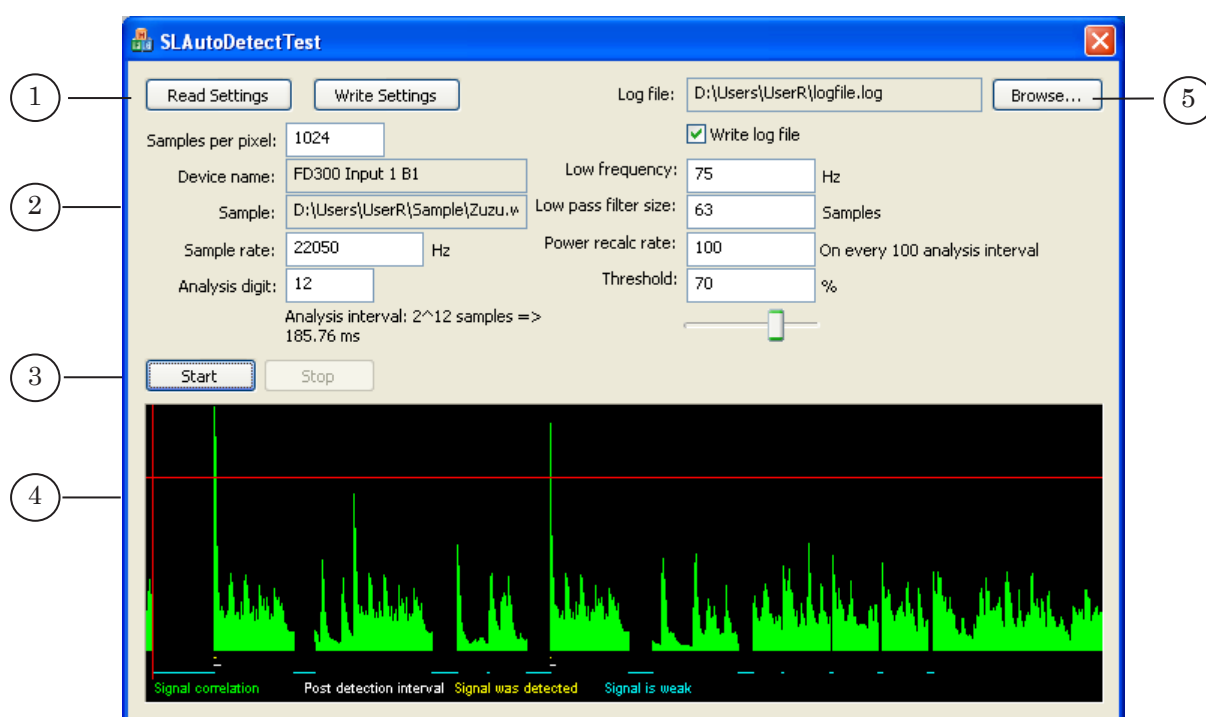 SLAutoDetectTest
1
Read Settings
Write Settings
Log file:
D:\Users\UserR\logfile.log
Browse...
5
Samples per pixel:
1024
Write log file
Device name:
FD300 Input 1 B1
Low frequency:
75
Hz
2
Sample:
D:\Users\UserR\Sample\Zuzu.w
Low pass filter size:
63
Samples
Sample rate:
22050
Hz
Power recalc rate:
100
On every 100 analysis interval
Analysis digit:
12
Threshold:
70
%
Analysis interval: 2^12 samples =>
185.76 ms
3
Start
Stop
4
Signal correlation
Post detection interval
Signal was detected
Signal is weak